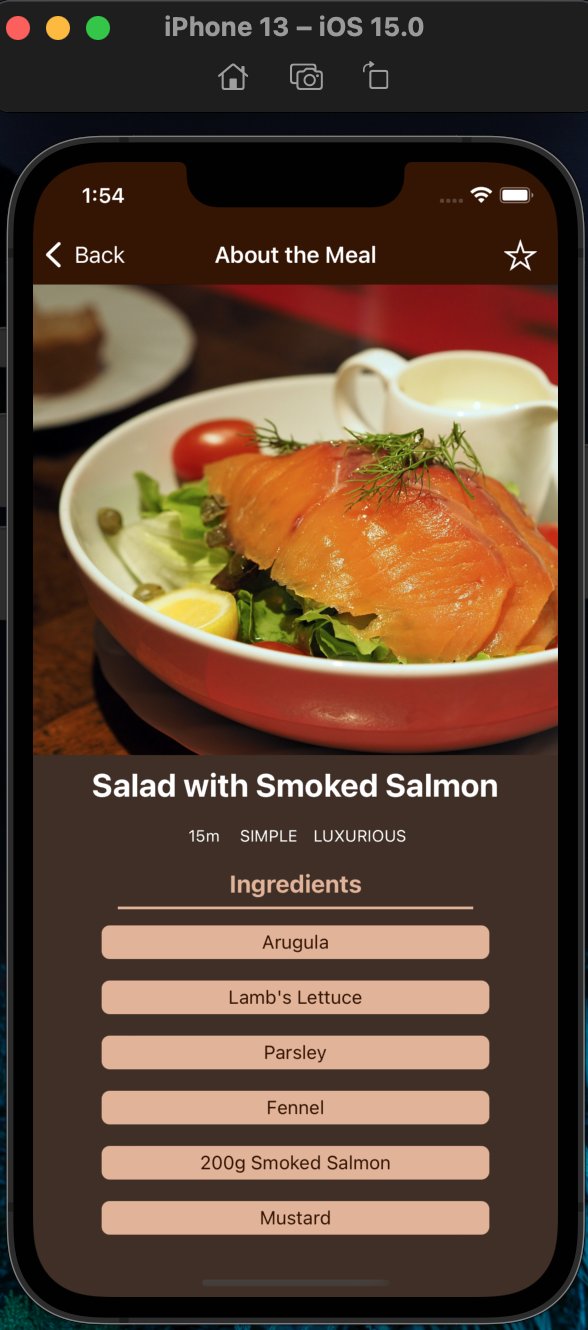 iPhone 13 – iOS 15.0
1:54
Back About the Meal
Salad with Smoked Salmon
15m SIMPLE LUXURIOUS
Ingredients
Arugula
Lamb's Lettuce
Parsley
Fennel
200g Smoked Salmon
Mustard